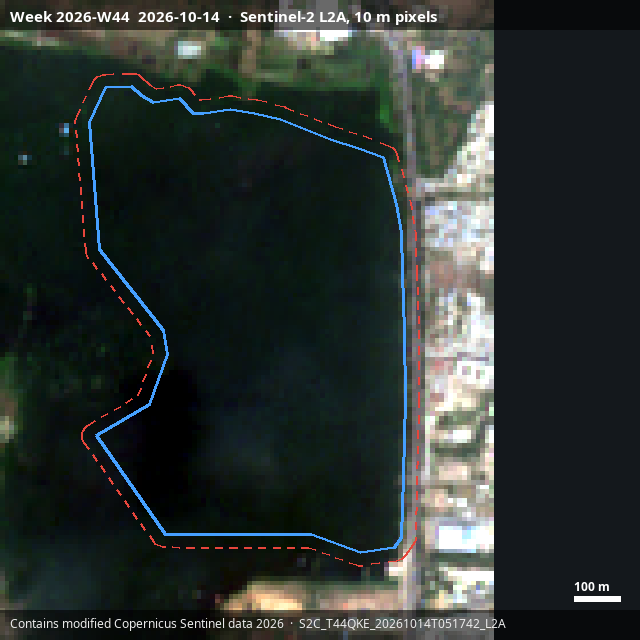 Week 2026-W44  2026-10-14  ·  Sentinel-2 L2A, 10 m pixels
100 m
Contains modified Copernicus Sentinel data 2026  ·  S2C_T44QKE_20261014T051742_L2A